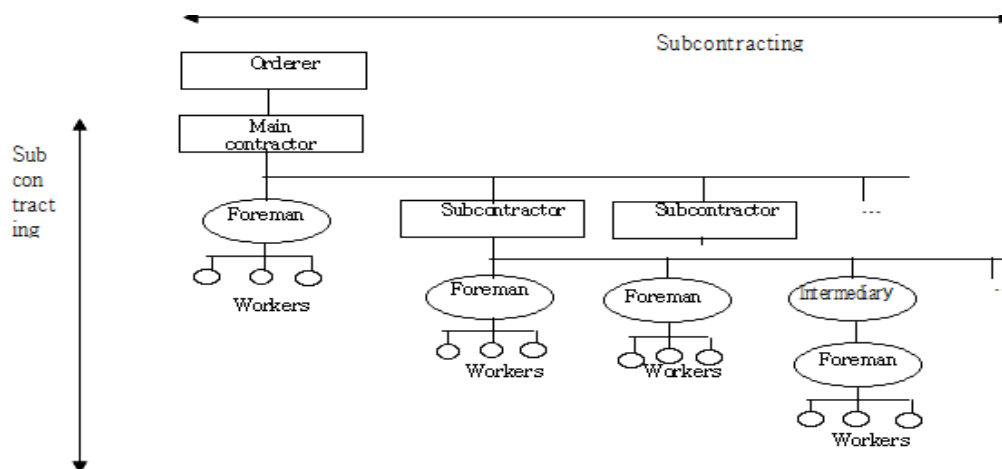 Subcontracting
Orderer
Main
contractor
Sub
con
tract
ing
Foreman
Subcontractor
Subcontractor
...
Workers
Foreman
Foreman
Intermediary
..
Workers
Workers
Foreman
Workers